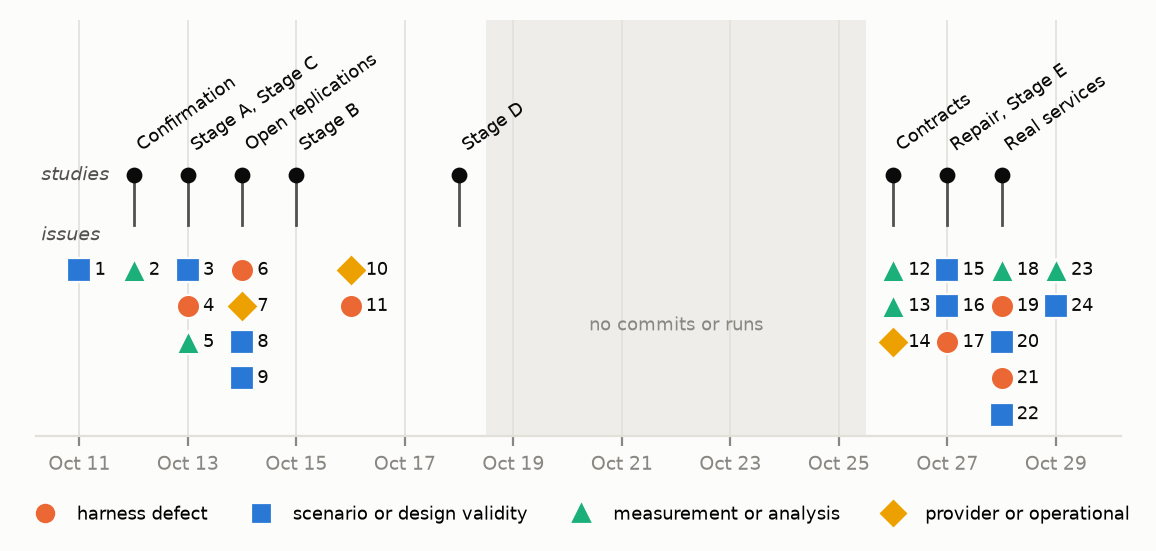 Confirmation
Stage A, Stage C
Open replications
Stage B
Stage D
Contracts
Repair, Stage E
Real services
studies
issues
1 2 3 6 10 12 15 18 23
4 7 11 13 16 19 24
5 8 14 17 20
no commits or runs
9 21
22
Oct 11 Oct 13 Oct 15 Oct 17 Oct 19 Oct 21 Oct 23 Oct 25 Oct 27 Oct 29
harness defect scenario or design validity measurement or analysis provider or operational